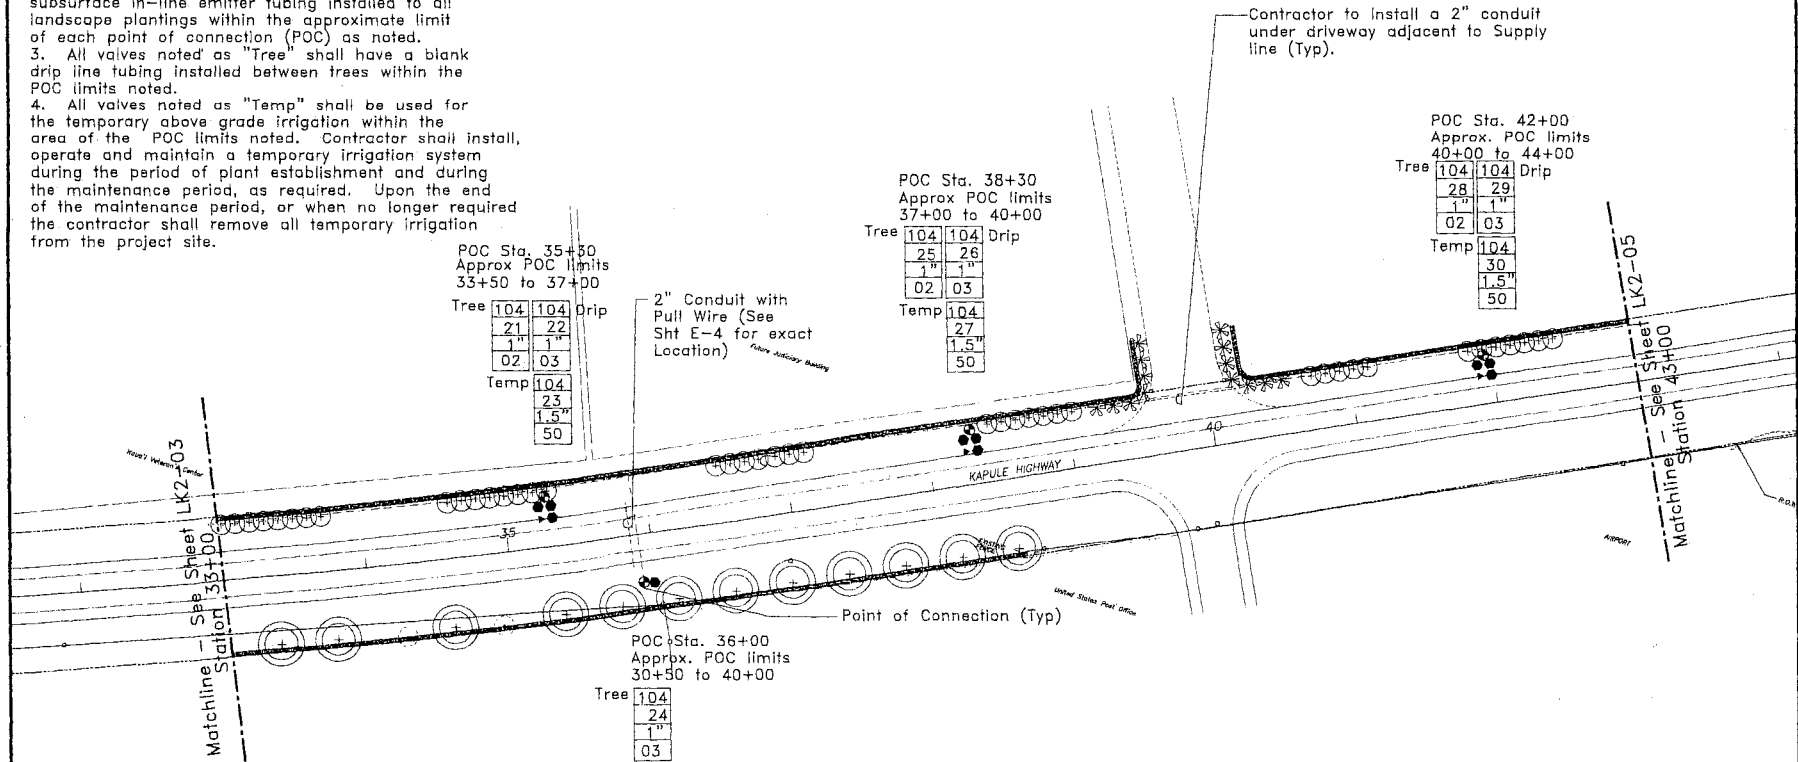 subsurface in-line emitter tubing installed to all
landscape plantings within the approximate limit
of each point of connection (POC) as noted.
3. All valves noted as "Tree" shall have a blank
drip line tubing installed between trees within the
POC limits noted.
4. All valves noted as "Temp" shall be used for
the temporary above grade irrigation within the
area of the POC limits noted. Contractor shall install,
operate and maintain a temporary irrigation system
during the period of plant establishment and during
the maintenance period, as required. Upon the end
of the maintenance period, or when no longer required
the contractor shall remove all temporary irrigation
from the project site.
Contractor to install a 2" conduit
under driveway adjacent to Supply
line (Typ).
POC Sta. 42+00
Approx. POC limits
40+00 to 44+00
Tree 104 104 Drip
28 29
1" 1"
02 03
Temp 104
30
1.5"
50
POC Sta. 38+30
Approx POC limits
37+00 to 40+00
Tree 104 104 Drip
25 26
1" 1"
02 03
Temp 104
27
1.5"
50
POC Sta. 35+30
Approx POC limits
33+50 to 37+00
Tree 104 104 Drip
21 22
1" 1"
02 03
Temp 104
23
1.5"
50
2" Conduit with
Pull Wire (See
Sht E-4 for exact
Location)
Future Judiciary Building
Kaua'i Veteran's Center
Matchline - See Sheet LK2-03
Station 33+00
35
KAPULE HIGHWAY
40
Matchline - See Sheet LK2-05
Station 43+00
R.O.W
AIRPORT
United States Post Office
Point of Connection (Typ)
POC Sta. 36+00
Approx. POC limits
30+50 to 40+00
Tree 104
24
1"
03